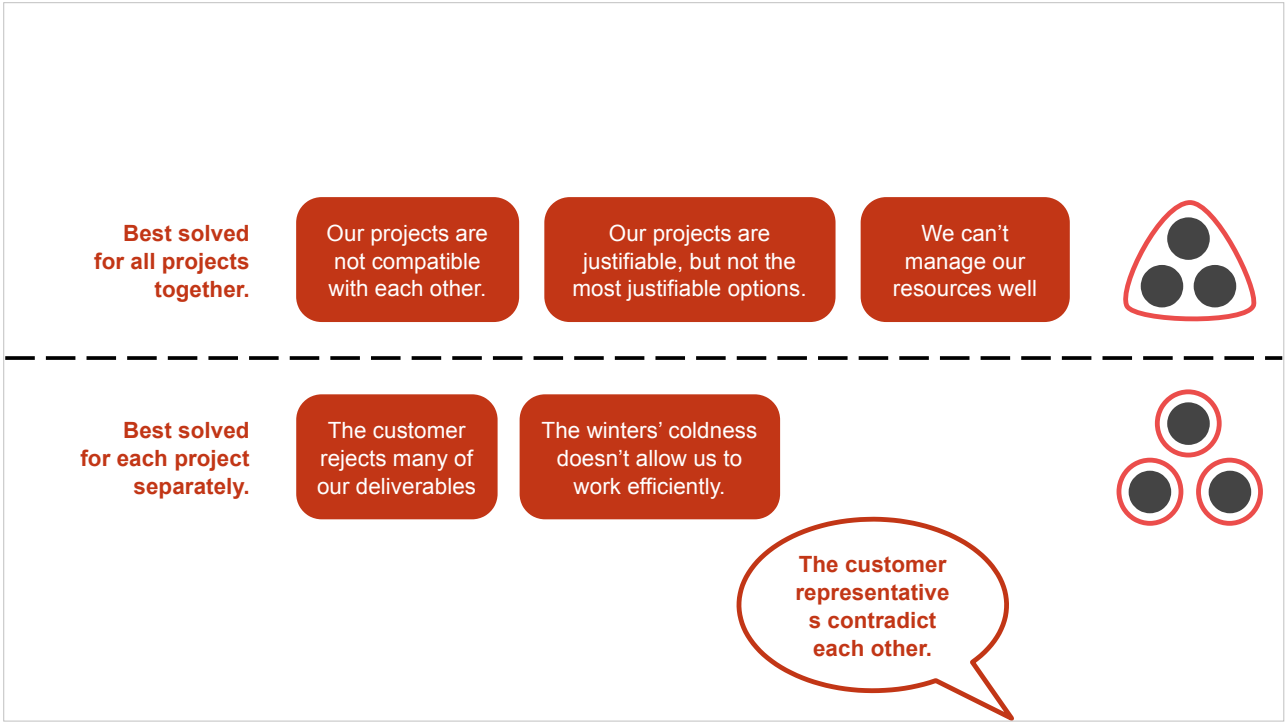 Best solved
for all projects
together.
Our projects are
not compatible
with each other.
Our projects are
justifiable, but not the
most justifiable options.
We can’t
manage our
resources well
Best solved
for each project
separately.
The customer
rejects many of
our deliverables
The winters’ coldness
doesn’t allow us to
work efficiently.
The customer
representative
s contradict
each other.